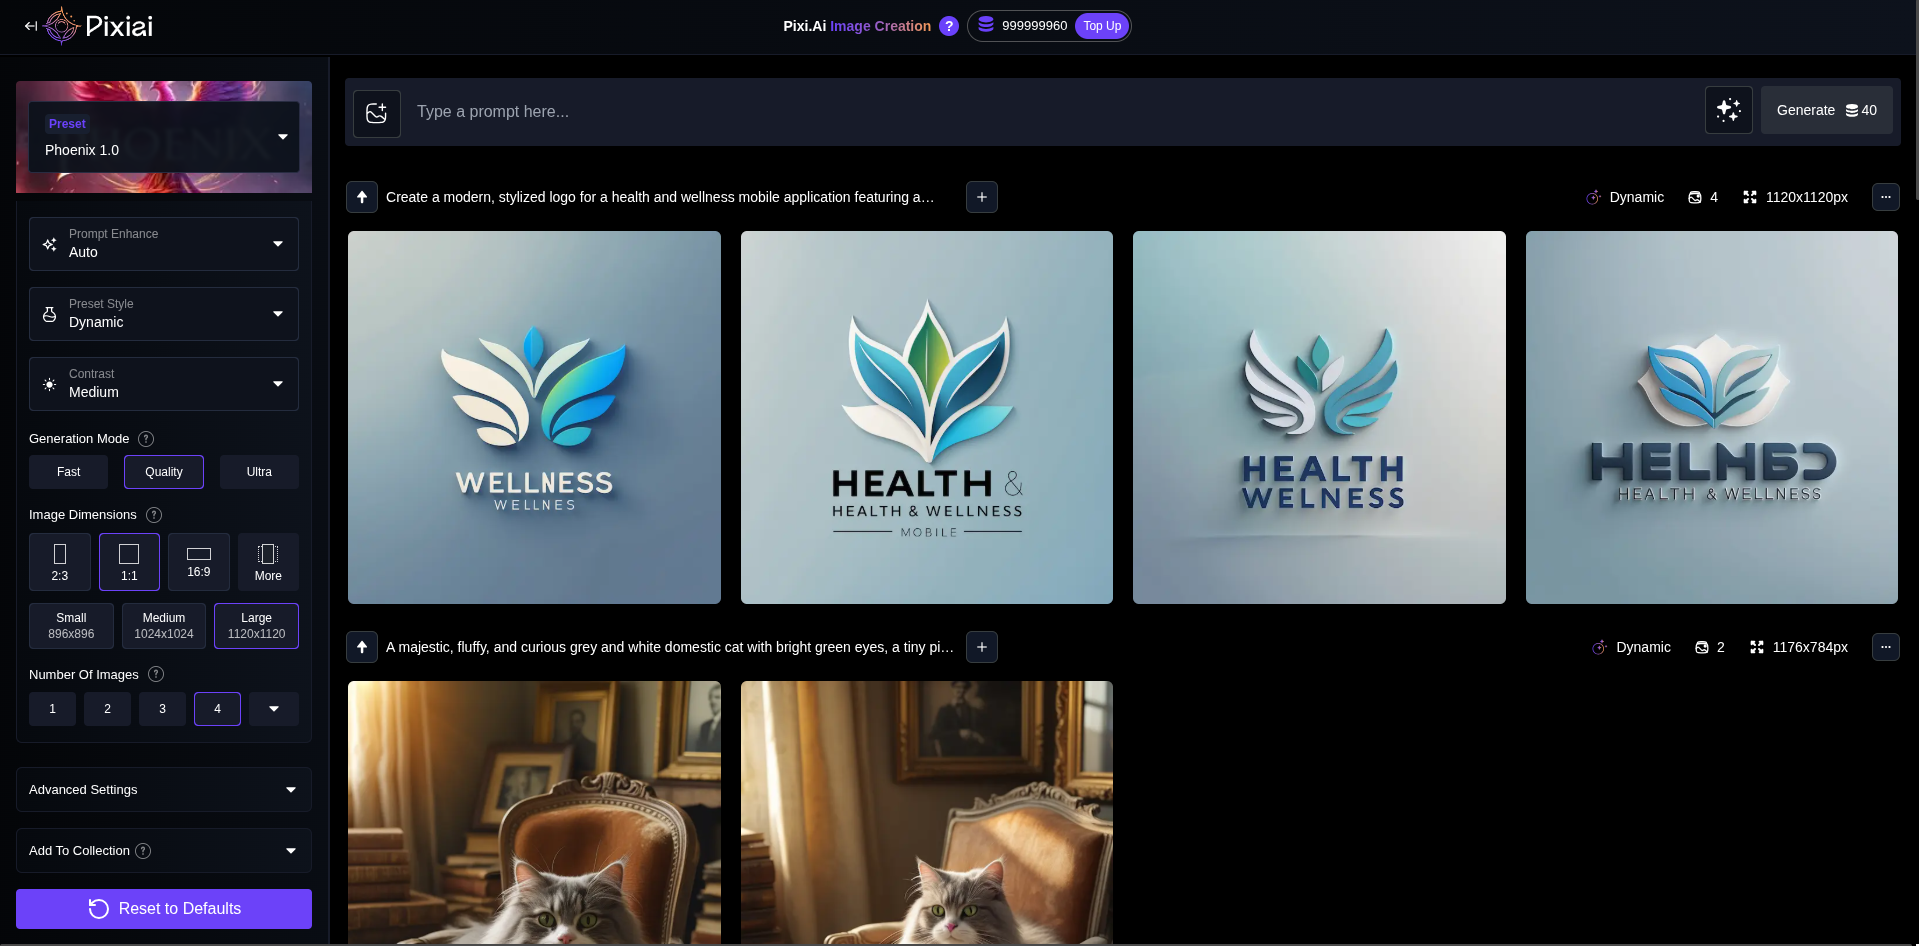 Pixiai
Pixi.Ai Image Creation
?
999999960
Top Up
PHOENIX
Preset
Phoenix 1.0
Prompt Enhance
Auto
Preset Style
Dynamic
Contrast
Medium
Generation Mode ?
Fast
Quality
Ultra
Image Dimensions ?
2:3
1:1
16:9
More
Small
896x896
Medium
1024x1024
Large
1120x1120
Number Of Images ?
1
2
3
4
Advanced Settings
Add To Collection ?
Reset to Defaults
Type a prompt here...
Generate 40
Create a modern, stylized logo for a health and wellness mobile application featuring a…
Dynamic
4
1120x1120px
WELLNESS
WELLNES
HEALTH &
HEALTH & WELLNESS
MOBILE
HEALTH
WELNESS
HELMBD
HEALTH & WELLNESS
A majestic, fluffy, and curious grey and white domestic cat with bright green eyes, a tiny pi…
Dynamic
2
1176x784px